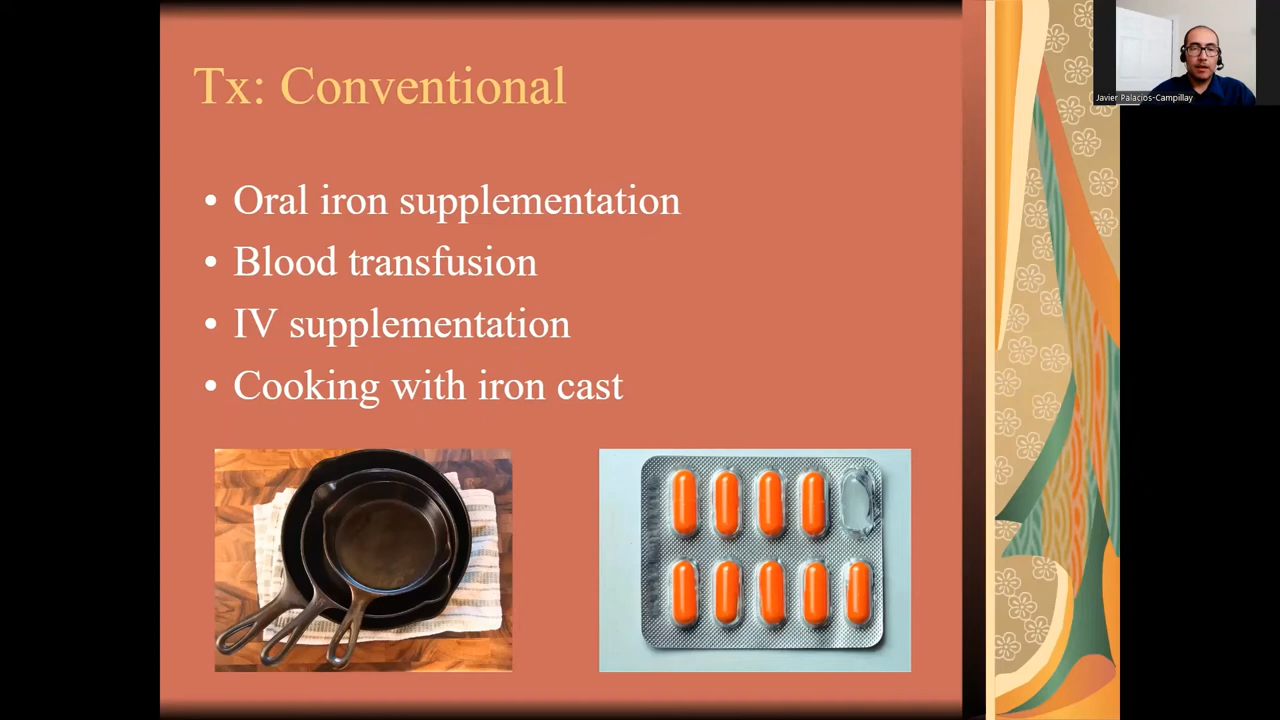 Tx: Conventional
• Oral iron supplementation
• Blood transfusion
• IV supplementation
• Cooking with iron cast
Javier Palacios-Campillay